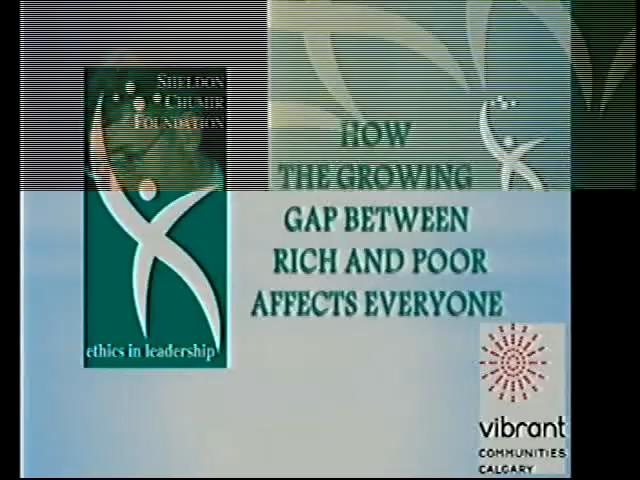 SHELDON
CHUMIR
FOUNDATION
ethics in leadership
HOW
THE GROWING
GAP BETWEEN
RICH AND POOR
AFFECTS EVERYONE
vibrant
COMMUNITIES
CALGARY